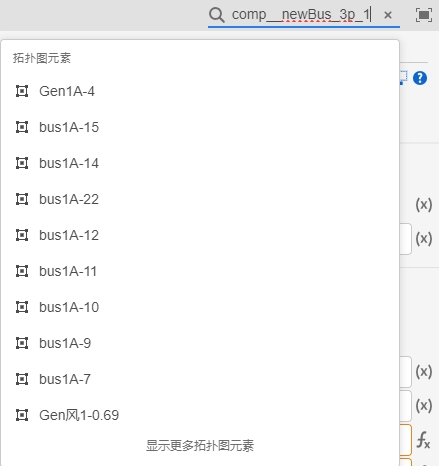 comp__newBus_3p_1
拓扑图元素
Gen1A-4
bus1A-15
bus1A-14
bus1A-22
bus1A-12
bus1A-11
bus1A-10
bus1A-9
bus1A-7
Gen风1-0.69
显示更多拓扑图元素
?
(x)
(x)
(x)
(x)
fx